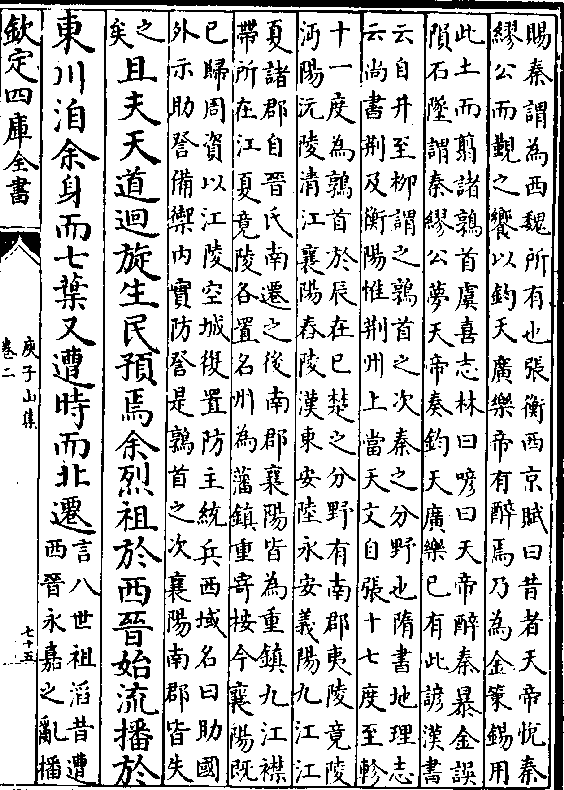 賜秦謂為西魏所有也張衡西京賦曰昔者天帝悅秦
繆公而覲之饗以鈞天廣樂帝有醉焉乃為金策錫用
此土而翦諸鶉首虞喜志林曰喭曰天帝醉秦暴金誤
隕石墜謂秦繆公夢天帝奏鈞天廣樂已有此諺漢書
云自井至柳謂之鶉首之次秦之分野也隋書地理志
云尚書荆及衡陽惟荆州上當天文自張十七度至軫
十一度為鶉首於辰在巳楚之分野有南郡夷陵竟陵
沔陽沅陵清江襄陽舂陵漢東安陸永安義陽九江江
夏諸郡自晉氏南遷之後南郡襄陽皆為重鎮九江襟
帶所在江夏竟陵各置名州為藩鎮重寄按今襄陽既
已歸周資以江陵空城復置防主統兵西域名曰助國
外示助詧備禦内實防詧是鶉首之次襄陽南郡皆失
之
矣
且夫天道迴旋生民預焉余烈祖於西晉始流播於
東川洎余身而七葉又遭時而北遷
言八世祖滔昔遭
西晉永嘉之亂播
欽定四庫全書
庾子山集
卷二
七十五